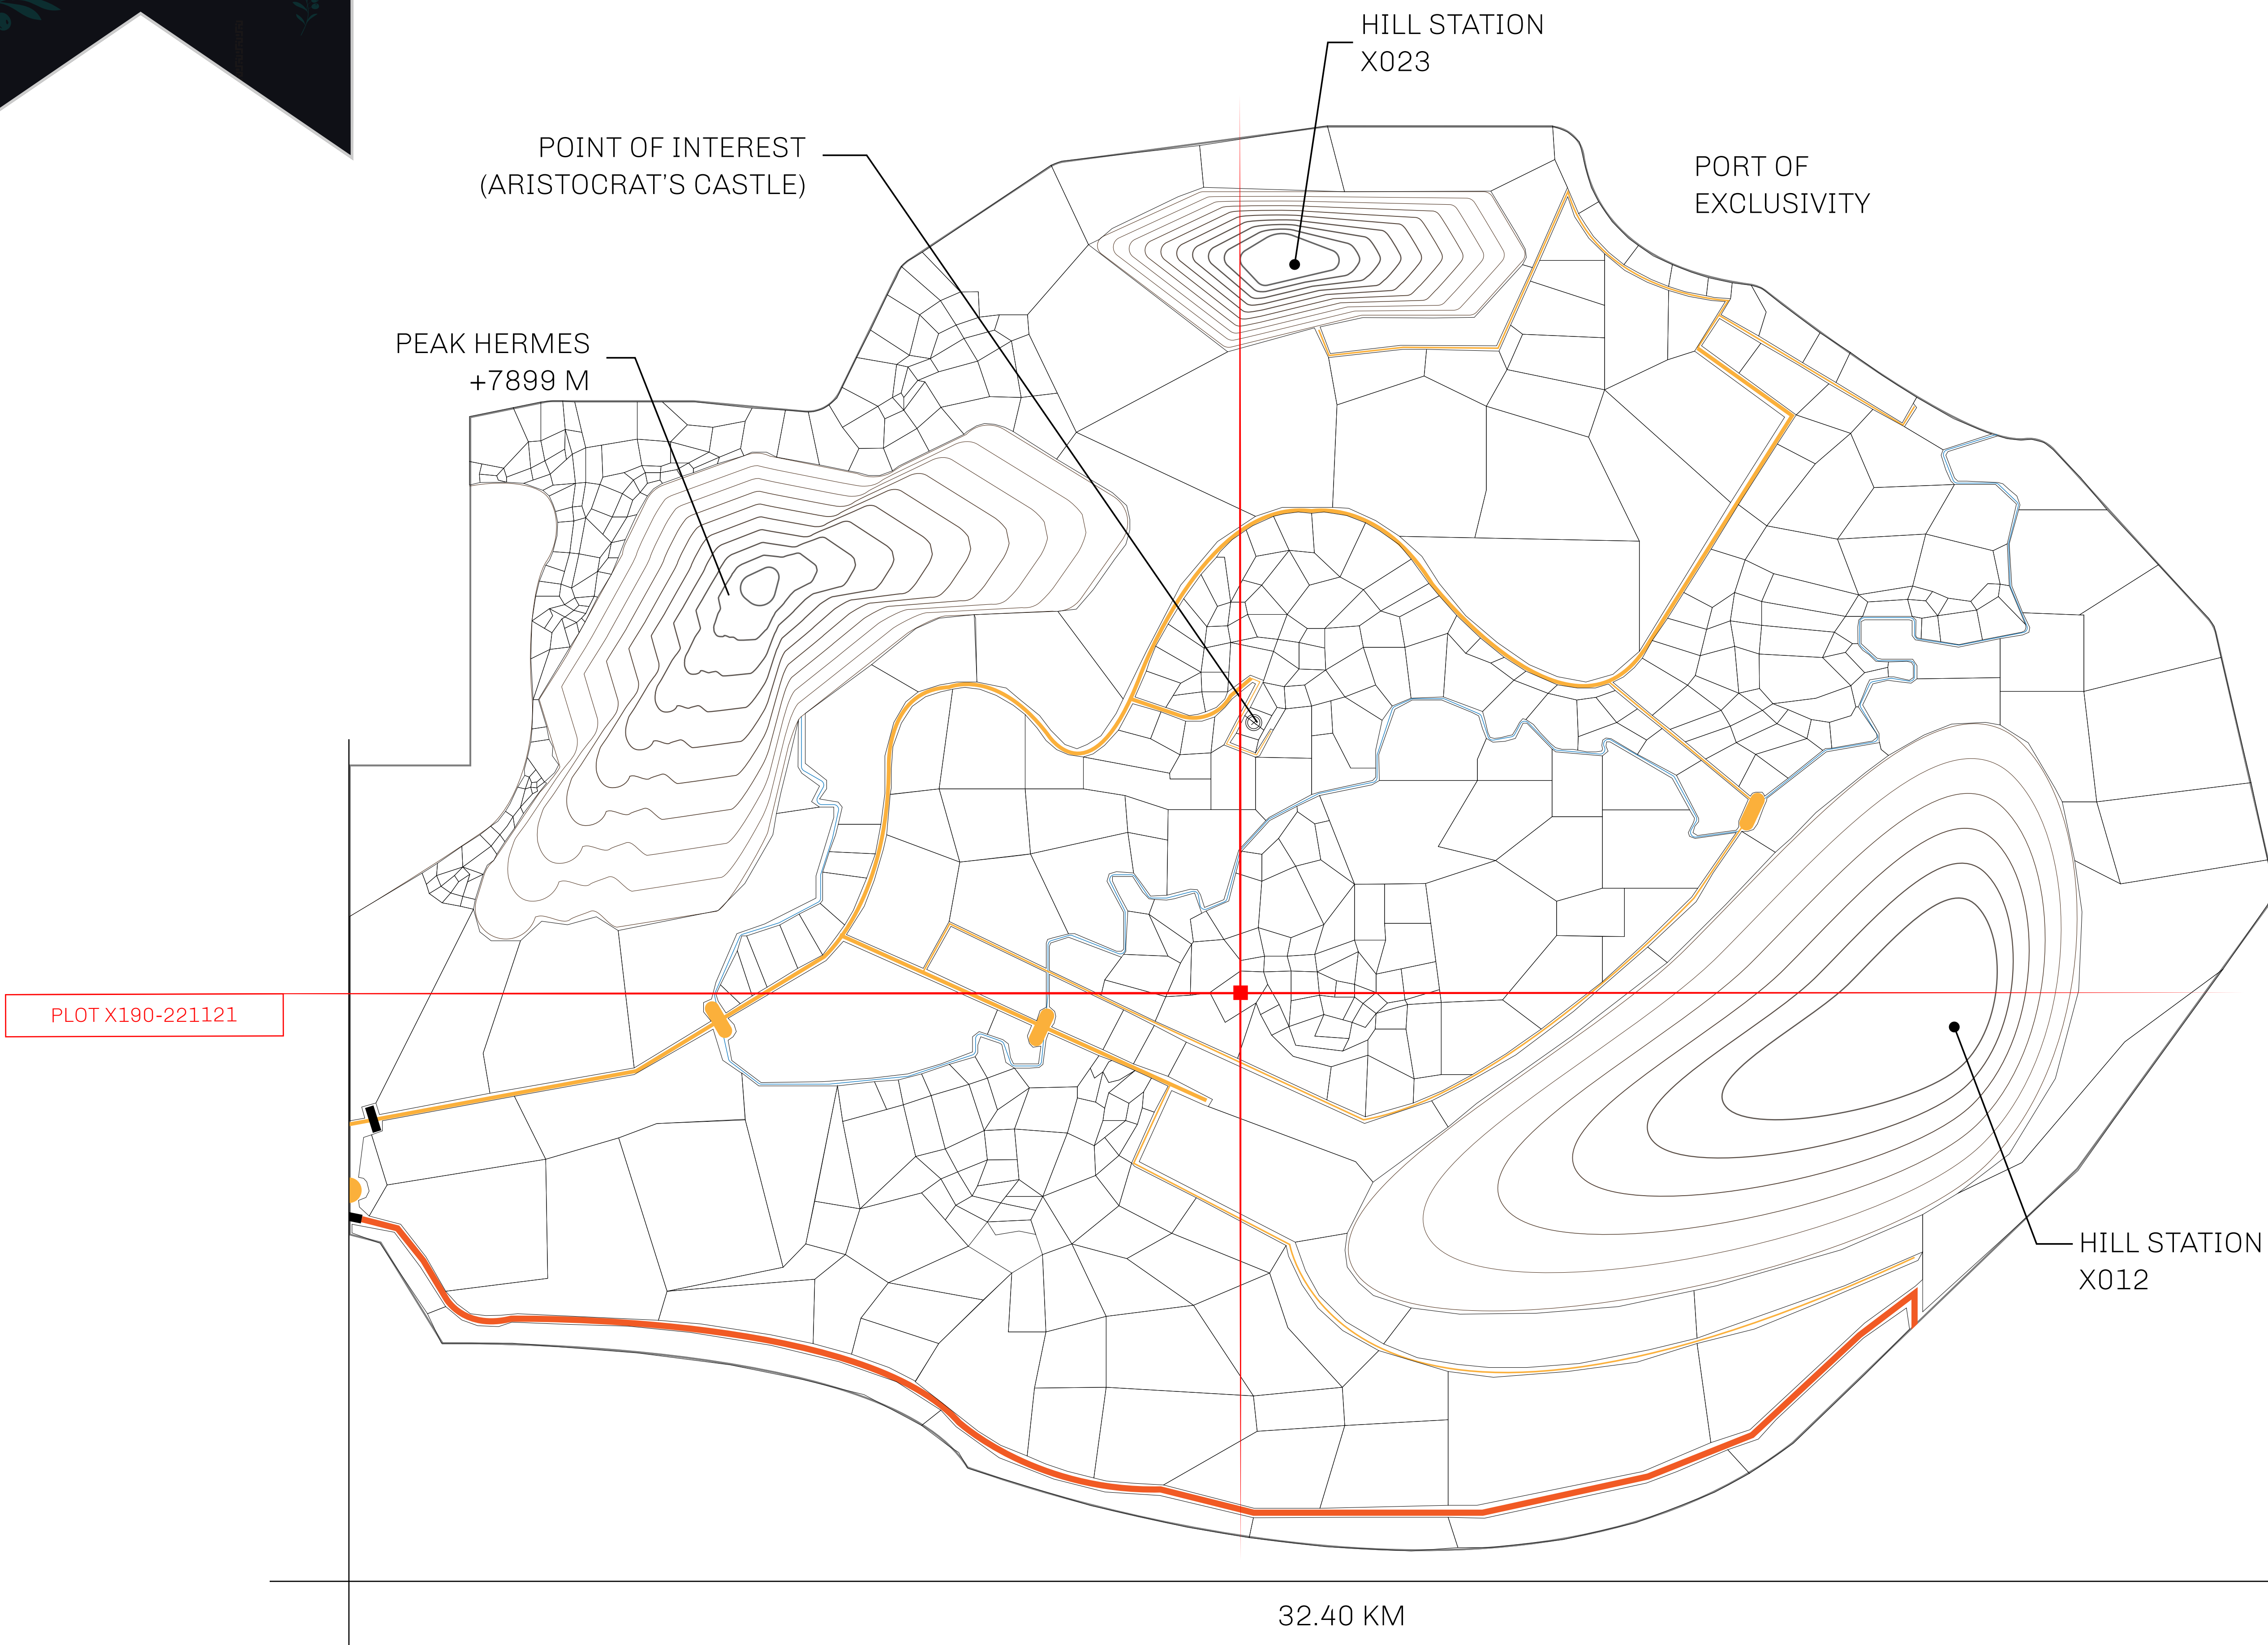 HILL STATION
X023
POINT OF INTEREST
(ARISTOCRAT'S CASTLE)
PORT OF
EXCLUSIVITY
PEAK HERMES
+7899 M
PLOT X190-221121
HILL STATION
X012
32.40 KM